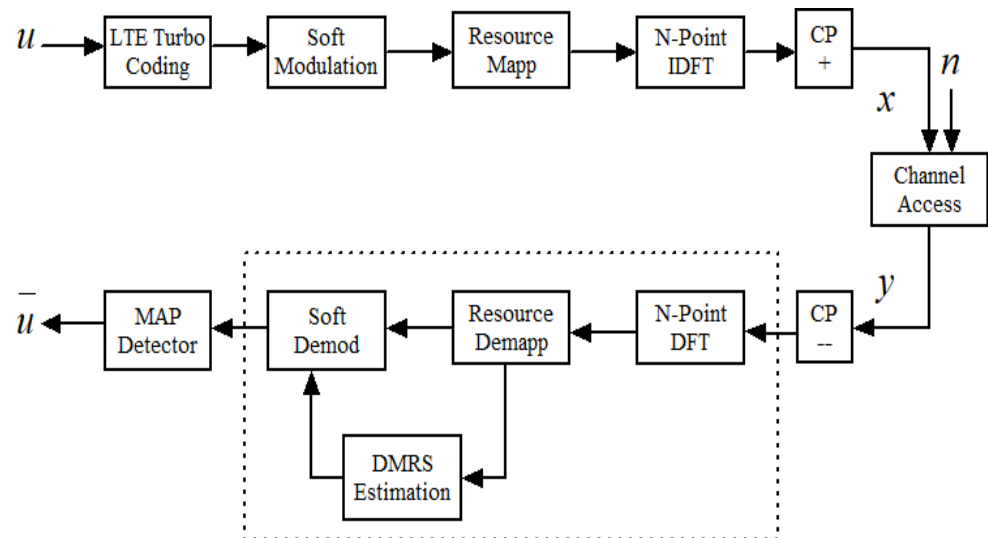 u
LTE Turbo
Coding
Soft
Modulation
Resource
Mapp
N-Point
IDFT
CP
+
x
n
Channel
Access
y
CP
--
N-Point
DFT
Resource
Demapp
Soft
Demod
DMRS
Estimation
MAP
Detector
u̅